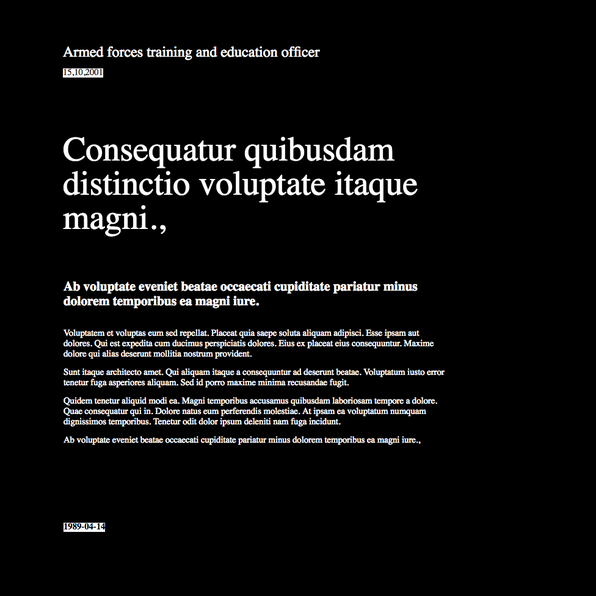 Armed forces training and education officer
15,10,2001
Consequatur quibusdam
distinctio voluptate itaque
magni.,
Ab voluptate eveniet beatae occaecati cupiditate pariatur minus
dolorem temporibus ea magni iure.
Voluptatem et voluptas eum sed repellat. Placeat quia saepe soluta aliquam adipisci. Esse ipsam aut
dolores. Qui est expedita cum ducimus perspiciatis dolores. Eius ex placeat eius consequuntur. Maxime
dolore qui alias deserunt mollitia nostrum provident.
Sunt itaque architecto amet. Qui aliquam itaque a consequuntur ad deserunt beatae. Voluptatum iusto error
tenetur fuga asperiores aliquam. Sed id porro maxime minima recusandae fugit.
Quidem tenetur aliquid modi ea. Magni temporibus accusamus quibusdam laboriosam tempore a dolore.
Quae consequatur qui in. Dolore natus eum perferendis molestiae. At ipsam ea voluptatum numquam
dignissimos temporibus. Tenetur odit dolor ipsum deleniti nam fuga incidunt.
Ab voluptate eveniet beatae occaecati cupiditate pariatur minus dolorem temporibus ea magni iure.,
1989-04-14